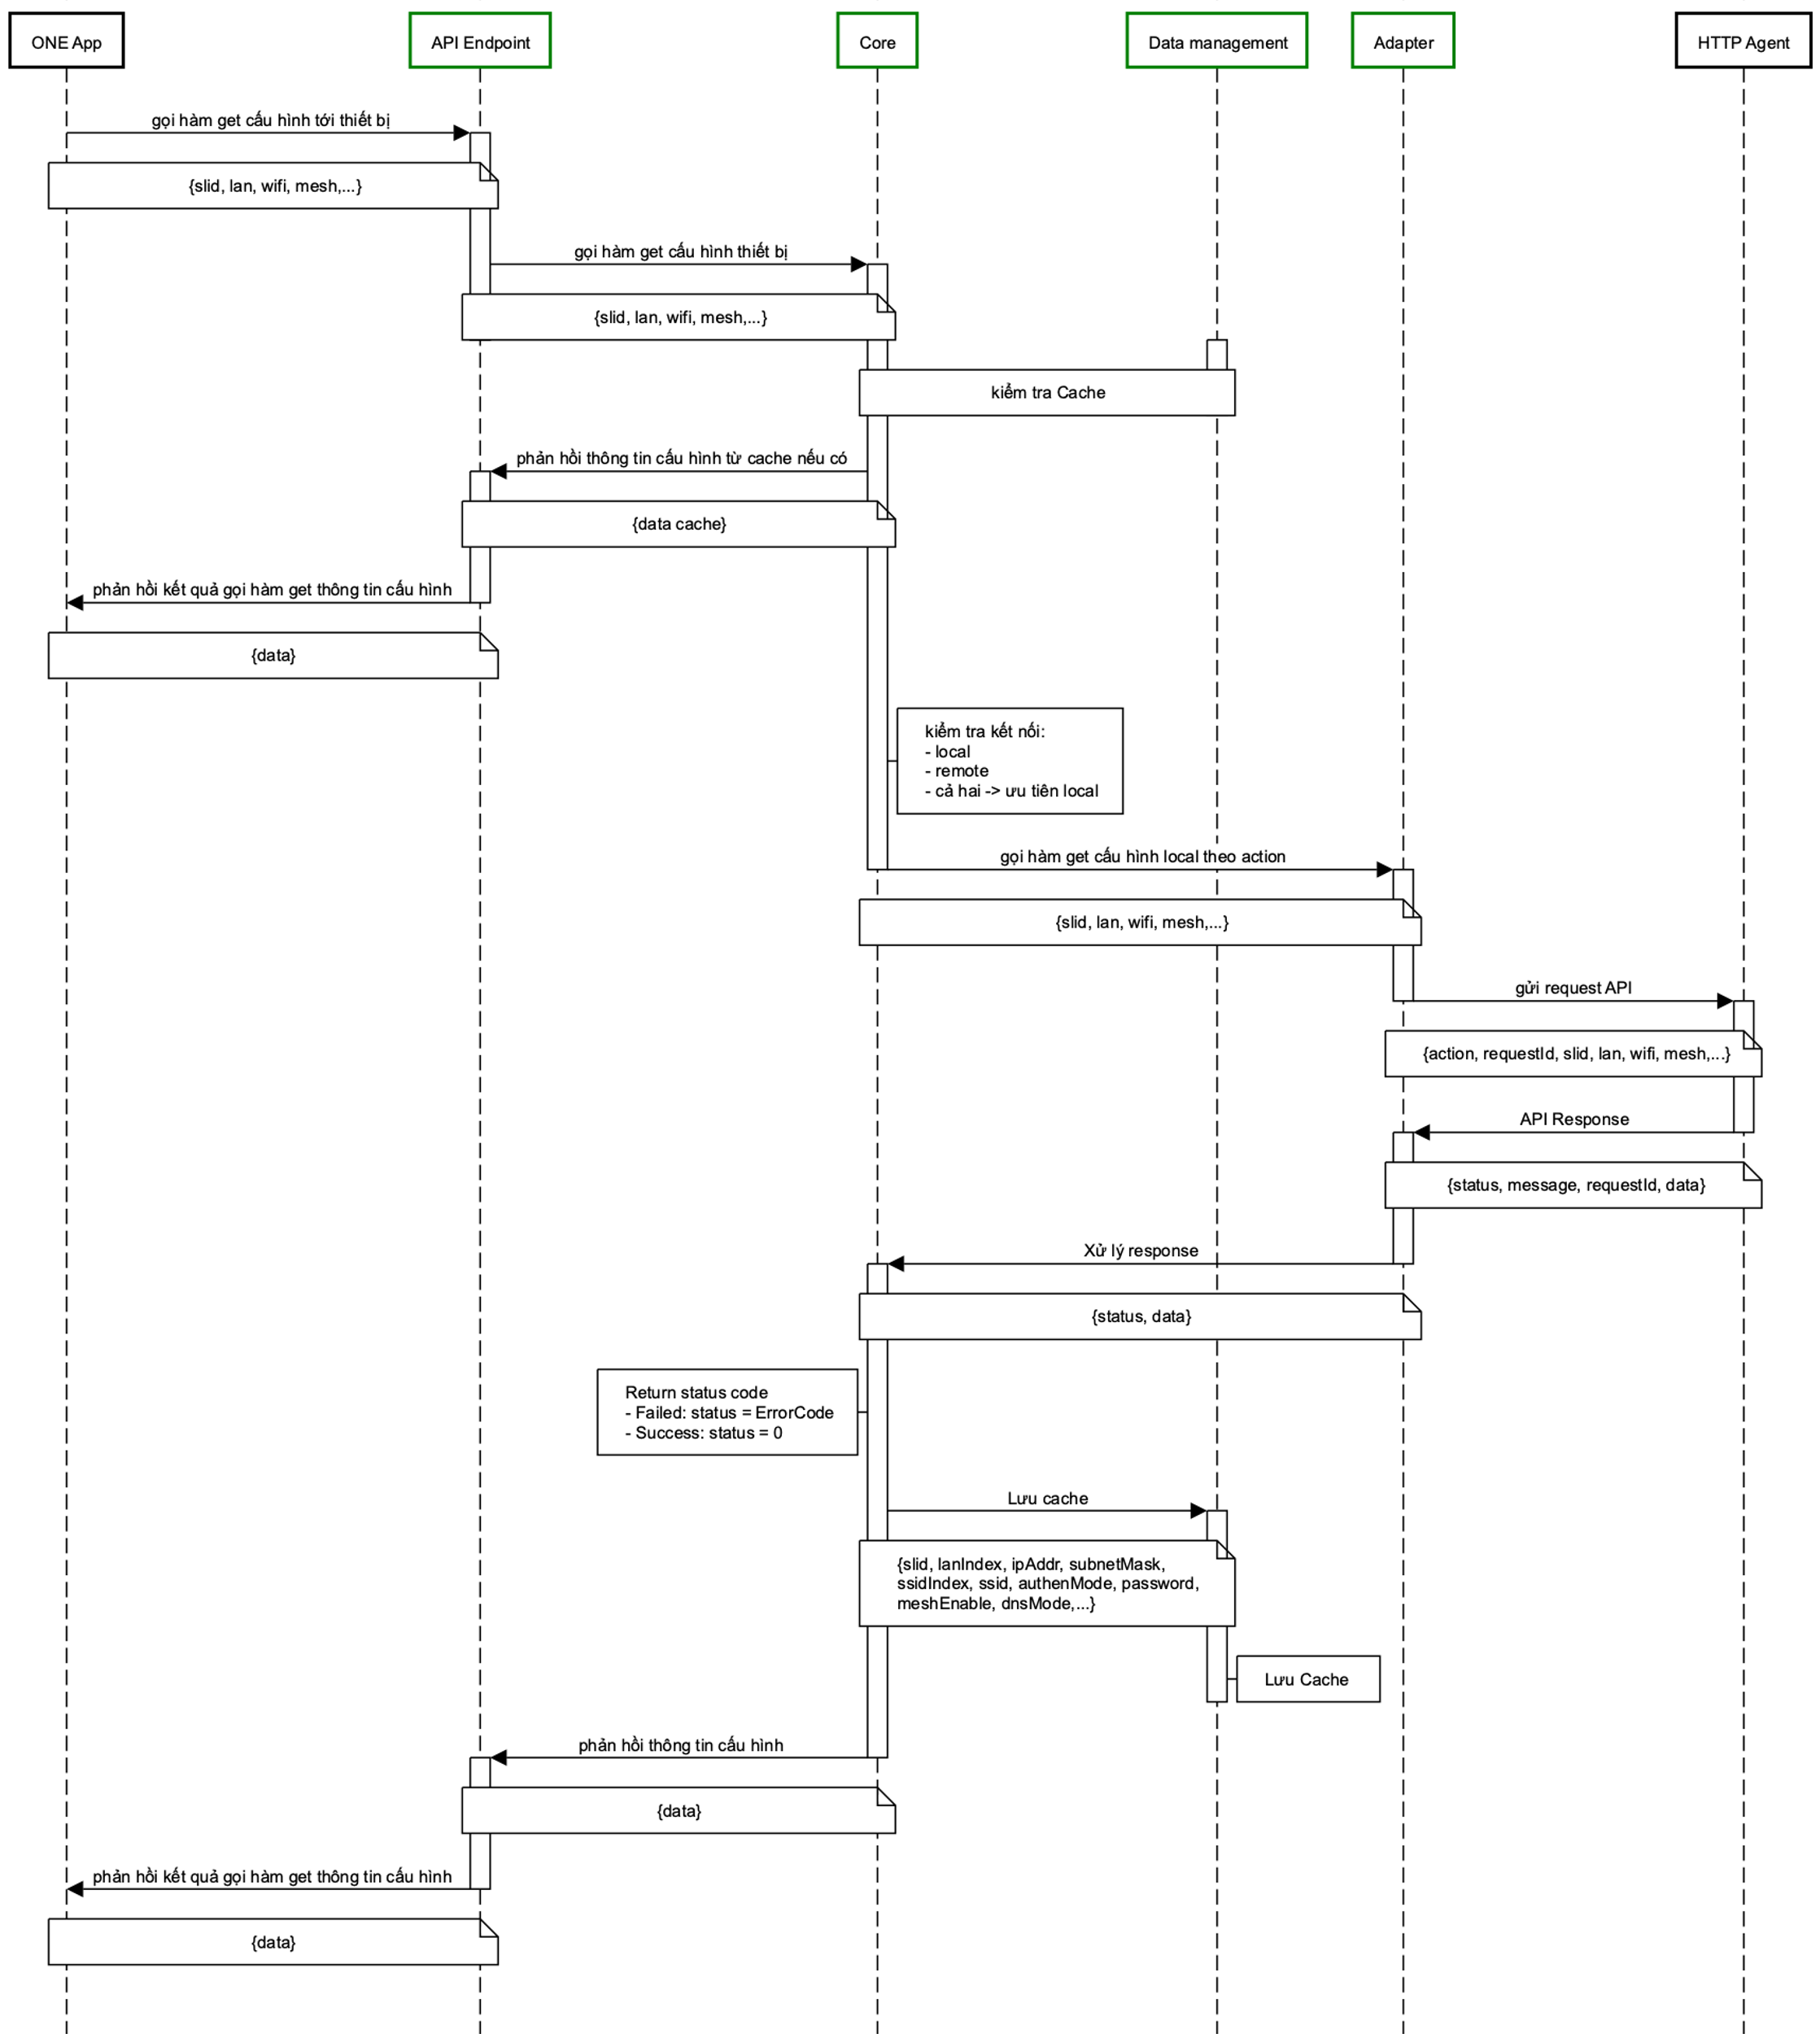 ONE App
API Endpoint
Core
Data management
Adapter
HTTP Agent
gọi hàm get cấu hình tới thiết bị
{slid, lan, wifi, mesh,...}
gọi hàm get cấu hình thiết bị
{slid, lan, wifi, mesh,...}
kiểm tra Cache
phản hồi thông tin cấu hình từ cache nếu có
{data cache}
phản hồi kết quả gọi hàm get thông tin cấu hình
{data}
kiểm tra kết nối:
- local
- remote
- cả hai -> ưu tiên local
gọi hàm get cấu hình local theo action
{slid, lan, wifi, mesh,...}
gửi request API
{action, requestId, slid, lan, wifi, mesh,...}
API Response
{status, message, requestId, data}
Xử lý response
{status, data}
Return status code
- Failed: status = ErrorCode
- Success: status = 0
Lưu cache
{slid, lanIndex, ipAddr, subnetMask,
ssidIndex, ssid, authenMode, password,
meshEnable, dnsMode,...}
Lưu Cache
phản hồi thông tin cấu hình
{data}
phản hồi kết quả gọi hàm get thông tin cấu hình
{data}